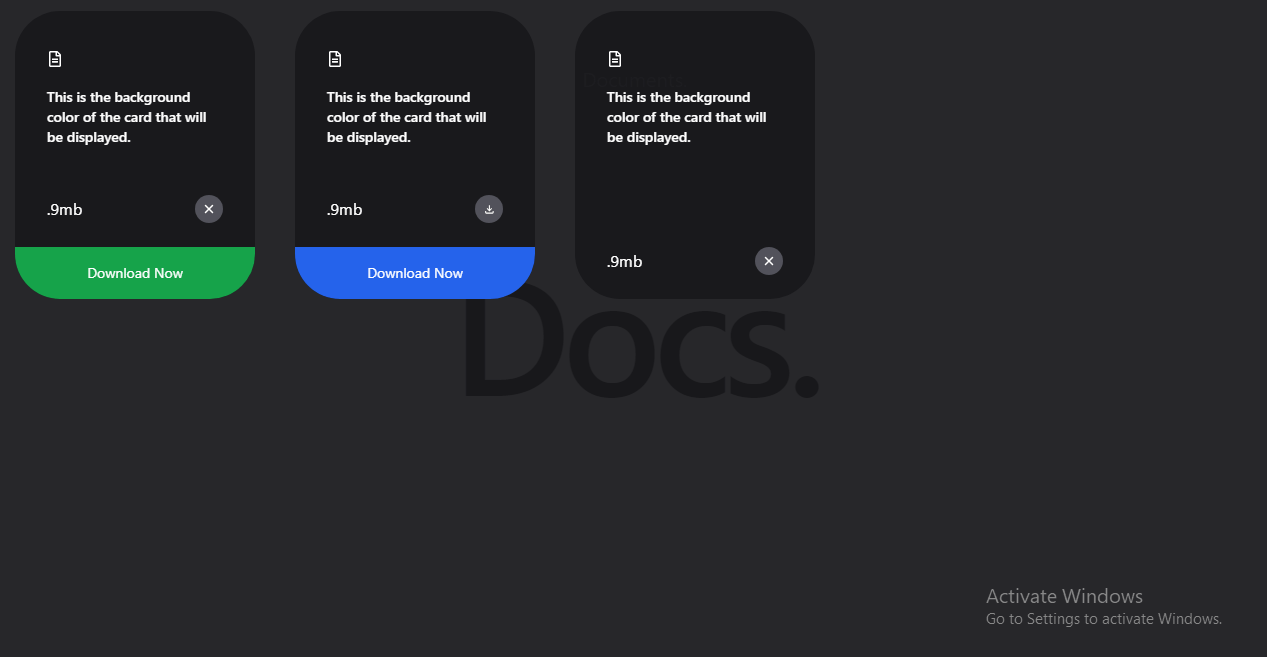 Documents
This is the background
color of the card that will
be displayed.
.9mb
Download Now
This is the background
color of the card that will
be displayed.
.9mb
Download Now
This is the background
color of the card that will
be displayed.
.9mb
Docs.
Activate Windows
Go to Settings to activate Windows.